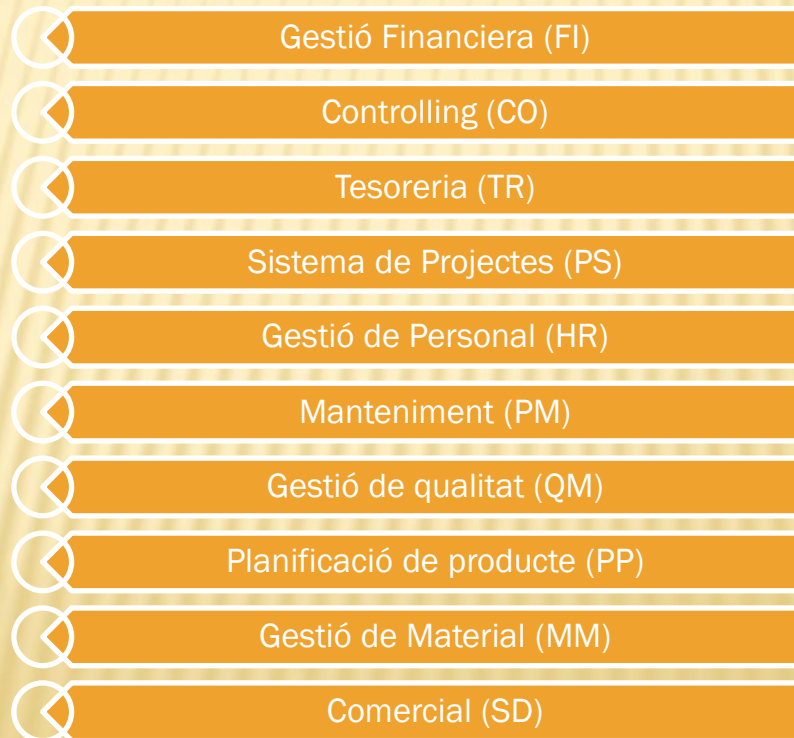 Gestió Financiera (FI)
Controlling (CO)
Tesoreria (TR)
Sistema de Projectes (PS)
Gestió de Personal (HR)
Manteniment (PM)
Gestió de qualitat (QM)
Planificació de producte (PP)
Gestió de Material (MM)
Comercial (SD)